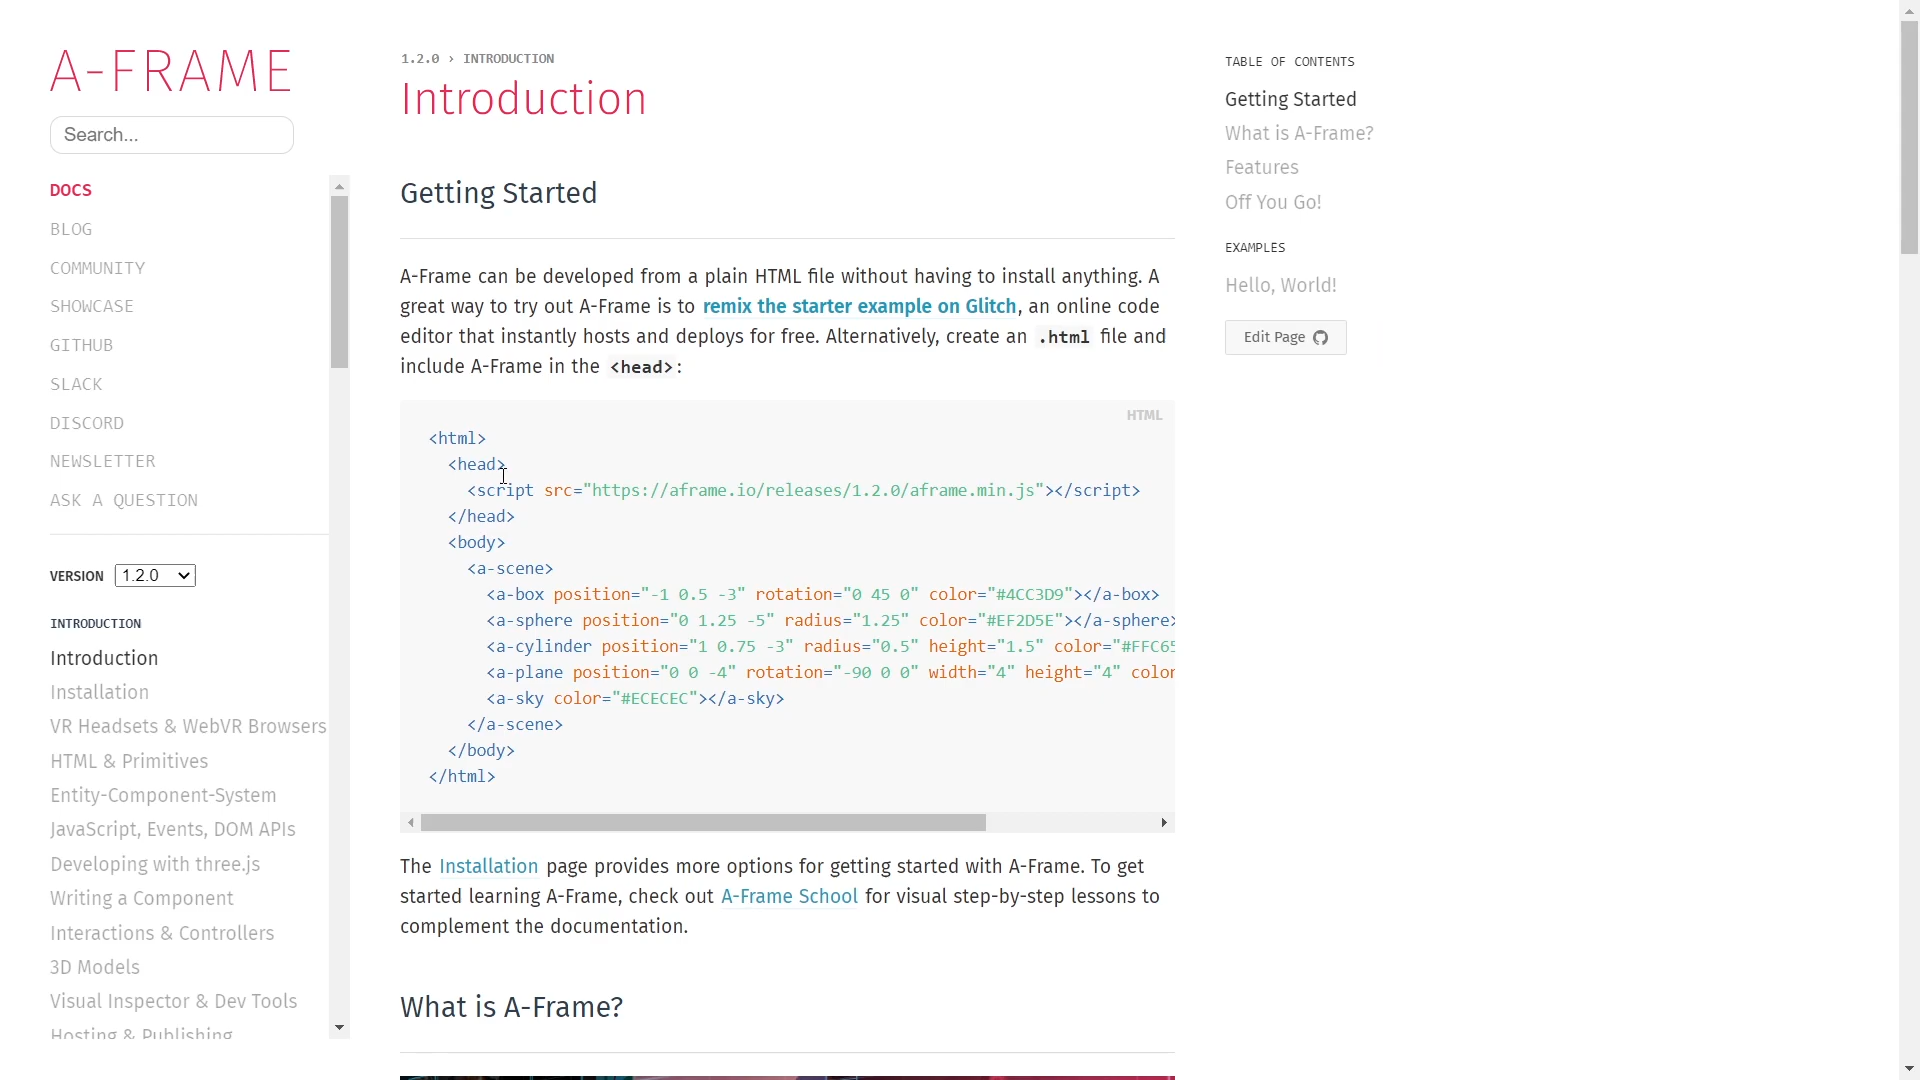 A-FRAME
Search...
DOCS
BLOG
COMMUNITY
SHOWCASE
GITHUB
SLACK
DISCORD
NEWSLETTER
ASK A QUESTION
VERSION 1.2.0
INTRODUCTION
Introduction
Installation
VR Headsets & WebVR Browsers
HTML & Primitives
Entity-Component-System
JavaScript, Events, DOM APIs
Developing with three.js
Writing a Component
Interactions & Controllers
3D Models
Visual Inspector & Dev Tools
Hosting & Publishing
1.2.0 › INTRODUCTION
Introduction
Getting Started
A-Frame can be developed from a plain HTML file without having to install anything. A
great way to try out A-Frame is to remix the starter example on Glitch, an online code
editor that instantly hosts and deploys for free. Alternatively, create an .html file and
include A-Frame in the <head>:
HTML
<html>
<head>
<script src="https://aframe.io/releases/1.2.0/aframe.min.js"></script>
</head>
<body>
<a-scene>
<a-box position="-1 0.5 -3" rotation="0 45 0" color="#4CC3D9"></a-box>
<a-sphere position="0 1.25 -5" radius="1.25" color="#EF2D5E"></a-sphere>
<a-cylinder position="1 0.75 -3" radius="0.5" height="1.5" color="#FFC65
<a-plane position="0 0 -4" rotation="-90 0 0" width="4" height="4" color
<a-sky color="#ECECEC"></a-sky>
</a-scene>
</body>
</html>
The Installation page provides more options for getting started with A-Frame. To get
started learning A-Frame, check out A-Frame School for visual step-by-step lessons to
complement the documentation.
What is A-Frame?
TABLE OF CONTENTS
Getting Started
What is A-Frame?
Features
Off You Go!
EXAMPLES
Hello, World!
Edit Page